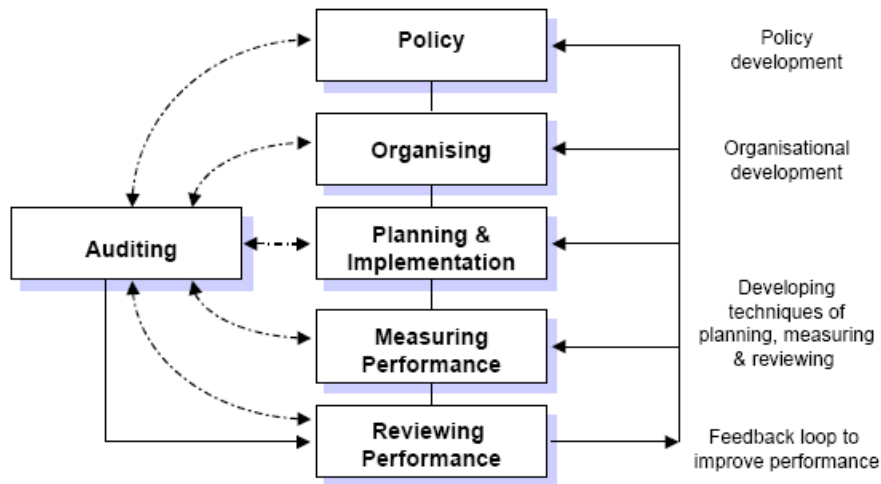 Policy
Policy
development
Organising
Organisational
development
Auditing
Planning &
Implementation
Developing
techniques of
planning, measuring
& reviewing
Measuring
Performance
Reviewing
Performance
Feedback loop to
improve performance